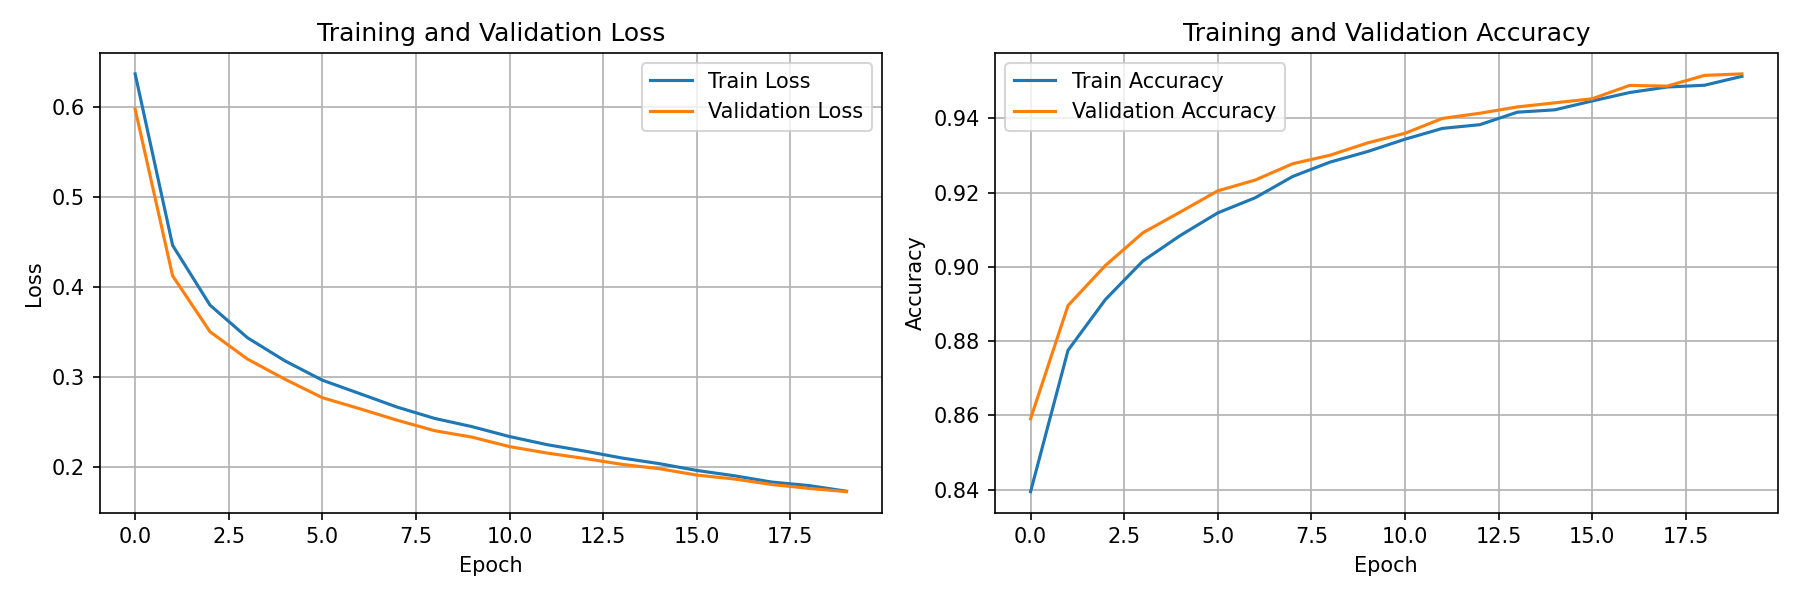 Training and Validation Loss
Train Loss
Validation Loss
0.6
0.5
0.4
0.3
0.2
Loss
0.0 2.5 5.0 7.5 10.0 12.5 15.0 17.5
Epoch
Training and Validation Accuracy
Train Accuracy
Validation Accuracy
0.94
0.92
0.90
0.88
0.86
0.84
Accuracy
0.0 2.5 5.0 7.5 10.0 12.5 15.0 17.5
Epoch